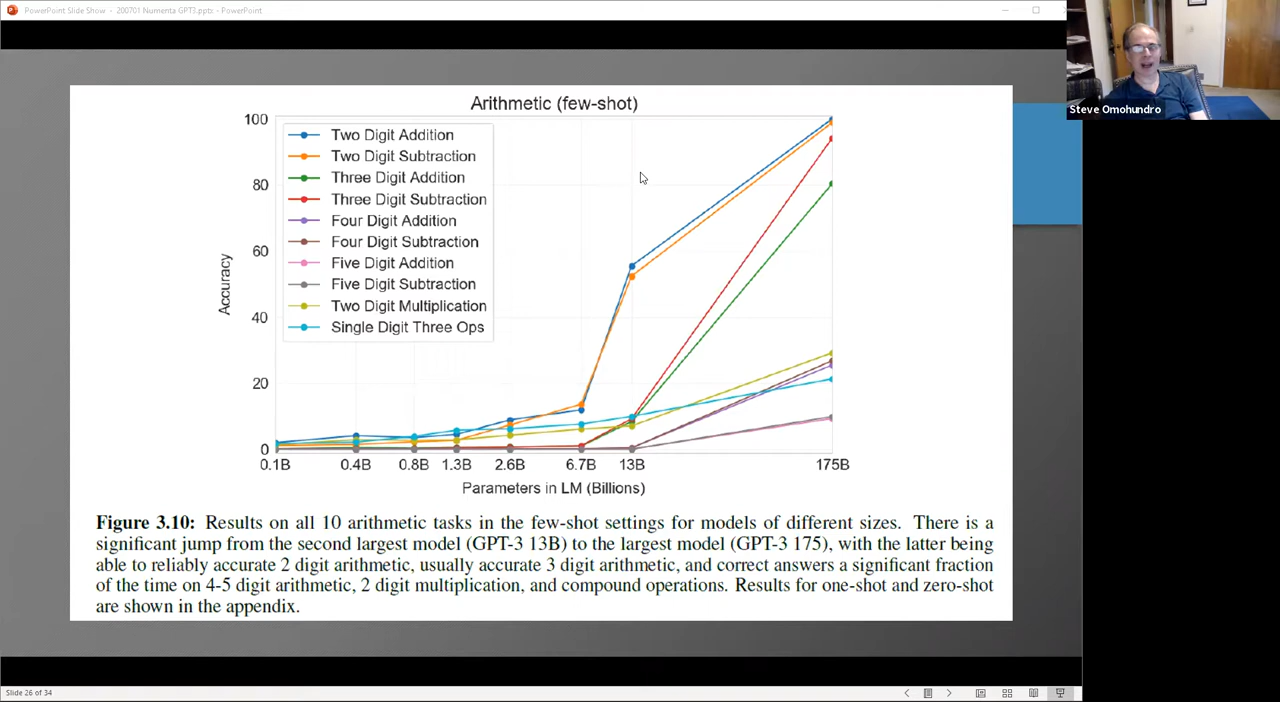 PowerPoint Slide Show - 200701 Numenta GPT3.pptx - PowerPoint
Steve Omohundro
Arithmetic (few-shot)
100
80
60
40
20
0
Accuracy
Two Digit Addition
Two Digit Subtraction
Three Digit Addition
Three Digit Subtraction
Four Digit Addition
Four Digit Subtraction
Five Digit Addition
Five Digit Subtraction
Two Digit Multiplication
Single Digit Three Ops
0.1B 0.4B 0.8B 1.3B 2.6B 6.7B 13B 175B
Parameters in LM (Billions)
Figure 3.10: Results on all 10 arithmetic tasks in the few-shot settings for models of different sizes. There is a
significant jump from the second largest model (GPT-3 13B) to the largest model (GPT-3 175), with the latter being
able to reliably accurate 2 digit arithmetic, usually accurate 3 digit arithmetic, and correct answers a significant fraction
of the time on 4-5 digit arithmetic, 2 digit multiplication, and compound operations. Results for one-shot and zero-shot
are shown in the appendix.
Slide 26 of 34